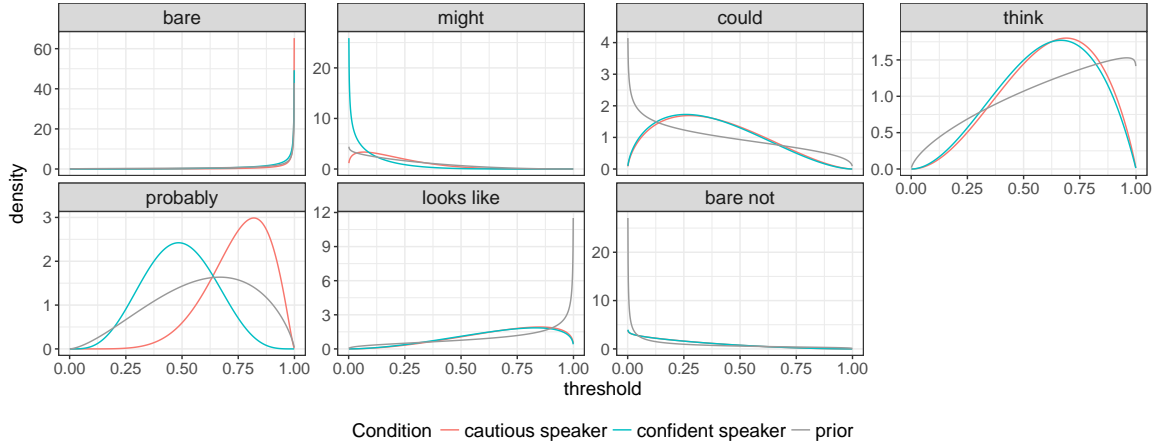 bare
might
could
think
60
40
20
0
20
10
0
4
3
2
1
0
1.5
1.0
0.5
0.0
0.00 0.25 0.50 0.75 1.00
probably
looks like
bare not
3
2
1
0
12
9
6
3
0
20
10
0
0.00 0.25 0.50 0.75 1.00
0.00 0.25 0.50 0.75 1.00
0.00 0.25 0.50 0.75 1.00
density
threshold
Condition cautious speaker confident speaker prior